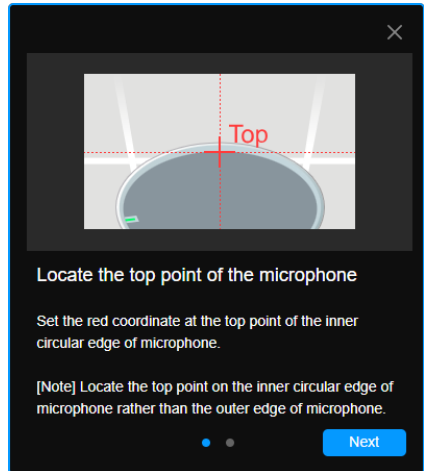 Top
Locate the top point of the microphone
Set the red coordinate at the top point of the inner
circular edge of microphone.
[Note] Locate the top point on the inner circular edge of
microphone rather than the outer edge of microphone.
Next